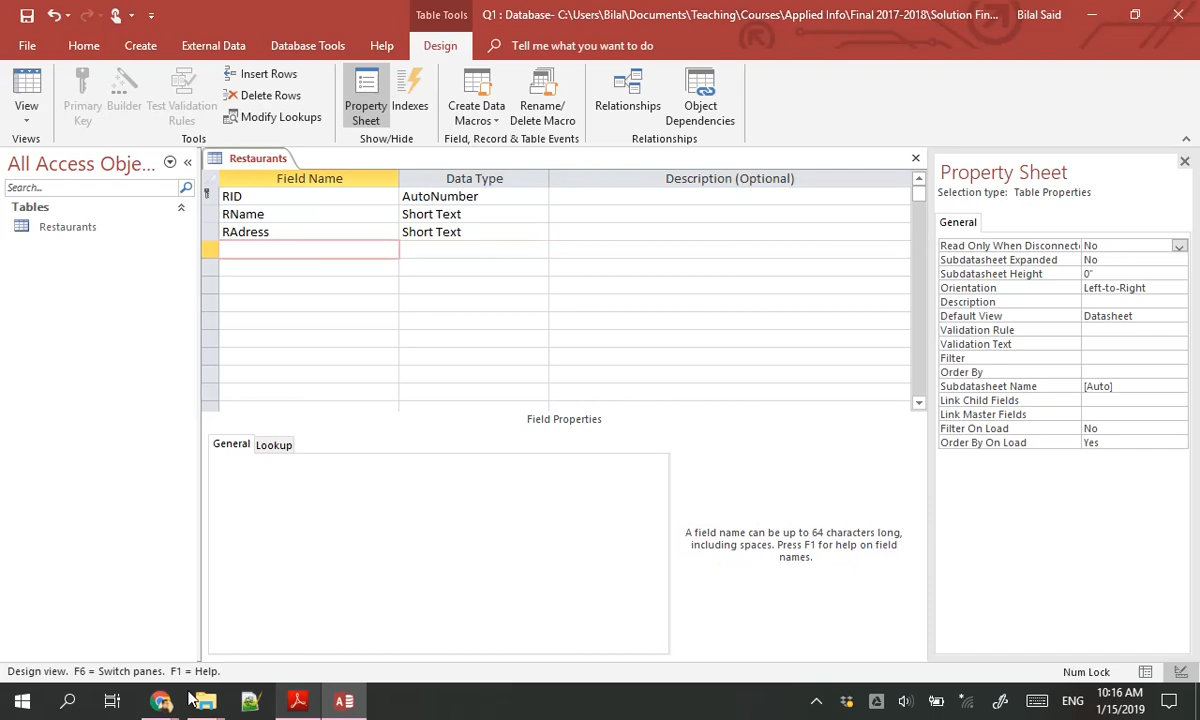 Table Tools
Q1 : Database- C:\Users\Bilal\Documents\Teaching\Courses\Applied Info\Final 2017-2018\Solution Fin...
Bilal Said
File
Home
Create
External Data
Database Tools
Help
Design
Tell me what you want to do
View
Primary Key
Builder
Test Validation Rules
Insert Rows
Delete Rows
Modify Lookups
Property Sheet
Indexes
Create Data Macros
Rename/ Delete Macro
Relationships
Object Dependencies
Views
Tools
Show/Hide
Field, Record & Table Events
Relationships
All Access Obje...
Search...
Tables
Restaurants
Restaurants
Field Name Data Type Description (Optional)
RID AutoNumber
RName Short Text
RAdress Short Text
Field Properties
General
Lookup
A field name can be up to 64 characters long,
including spaces. Press F1 for help on field
names.
Property Sheet
Selection type: Table Properties
General
Read Only When Disconnect No
Subdatasheet Expanded No
Subdatasheet Height 0"
Orientation Left-to-Right
Description
Default View Datasheet
Validation Rule
Validation Text
Filter
Order By
Subdatasheet Name [Auto]
Link Child Fields
Link Master Fields
Filter On Load No
Order By On Load Yes
Design view. F6 = Switch panes. F1 = Help.
Num Lock
ENG
10:16 AM
1/15/2019